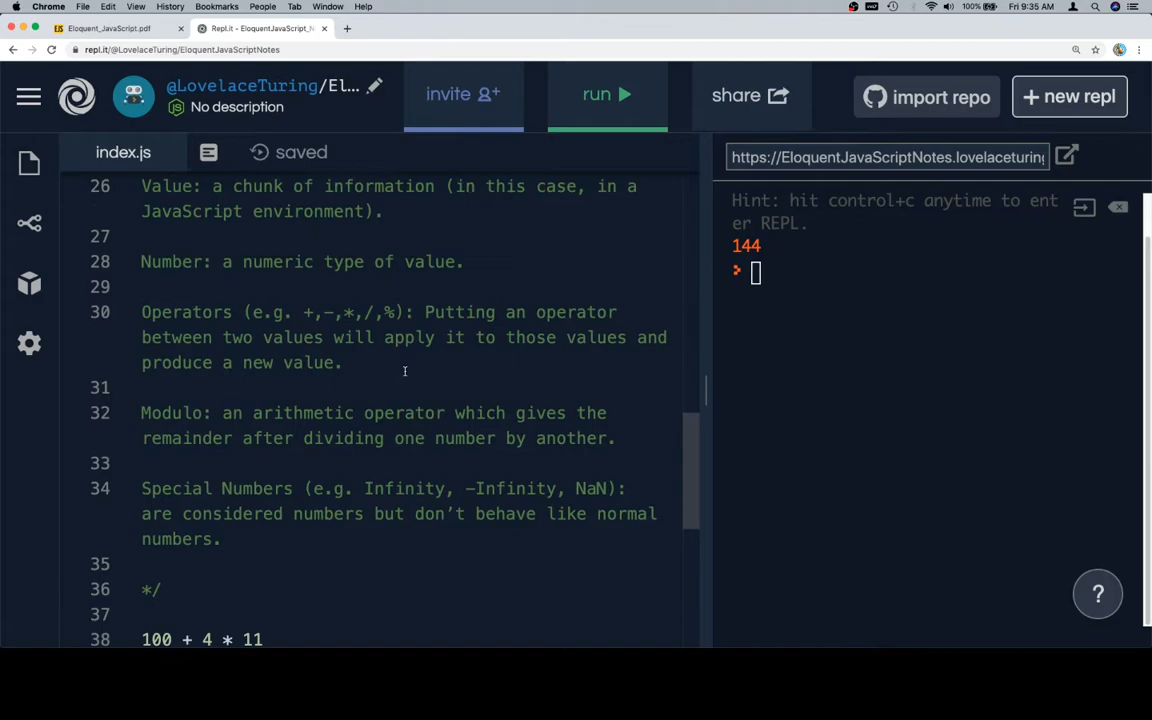 Chrome File Edit View History Bookmarks People Tab Window Help 100% Fri 9:35 AM
EJS Eloquent_JavaScript.pdf × Repl.it - EloquentJavaScript_N × +
repl.it/@LovelaceTuring/EloquentJavaScriptNotes
@LovelaceTuring/El...
No description
invite
run
share
import repo
+ new repl
index.js
saved
https://EloquentJavaScriptNotes.lovelaceturing
26 Value: a chunk of information (in this case, in a
JavaScript environment).
27
28 Number: a numeric type of value.
29
30 Operators (e.g. +,-,*,/,%): Putting an operator
between two values will apply it to those values and
produce a new value.
31
32 Modulo: an arithmetic operator which gives the
remainder after dividing one number by another.
33
34 Special Numbers (e.g. Infinity, -Infinity, NaN):
are considered numbers but don’t behave like normal
numbers.
35
36 */
37
38 100 + 4 * 11
Hint: hit control+c anytime to ent
er REPL.
144
?